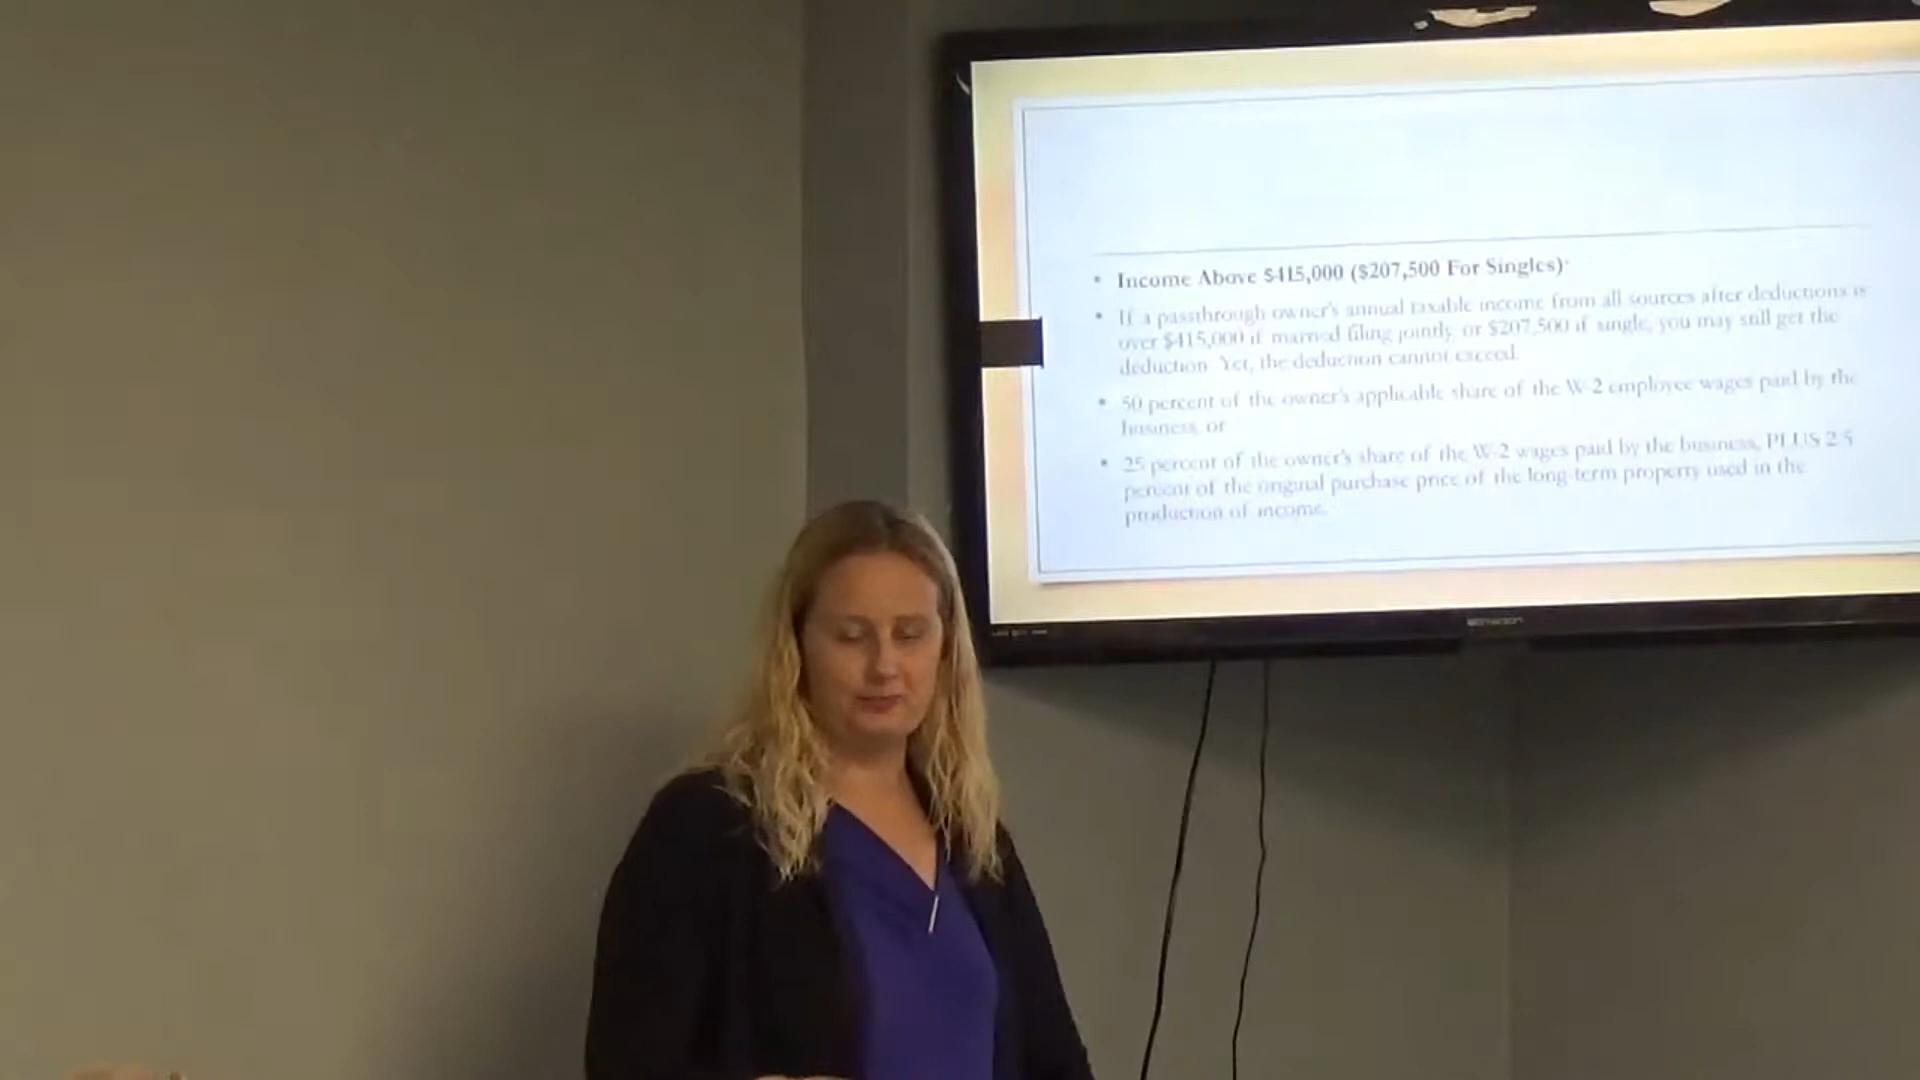 • Income Above $415,000 ($207,500 For Singles):
• If a passthrough owner's annual taxable income from all sources after deductions is
over $415,000 if married filing jointly, or $207,500 if single, you may still get the
deduction. Yet, the deduction cannot exceed:
• 50 percent of the owner's applicable share of the W-2 employee wages paid by the
business, or
• 25 percent of the owner's share of the W-2 wages paid by the business, PLUS 2.5
percent of the original purchase price of the long-term property used in the
production of income.
EMERSON